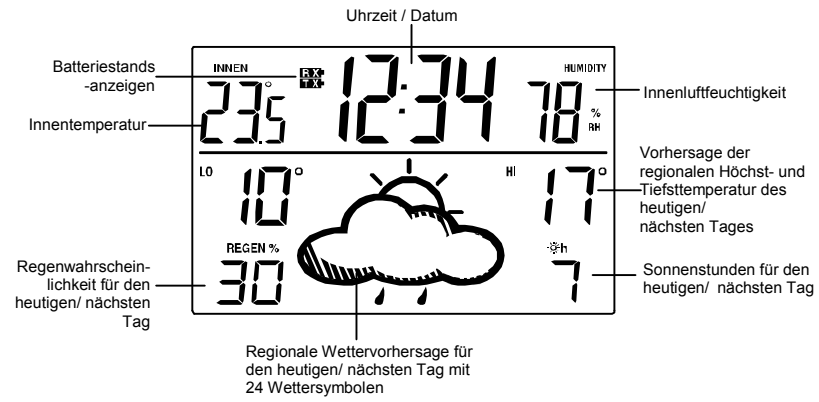 Uhrzeit / Datum
Batteriestands
-anzeigen
Innentemperatur
INNEN
23.5°
RX
TX
12:34
HUMIDITY
78 %
RH
Innenluftfeuchtigkeit
LO 10°
HI 17°
Vorhersage der
regionalen Höchst- und
Tiefsttemperatur des
heutigen/
nächsten Tages
REGEN %
30
h
7
Regenwahrschein-
lichkeit für den
heutigen/ nächsten
Tag
Sonnenstunden für den
heutigen/ nächsten Tag
Regionale Wettervorhersage für
den heutigen/ nächsten Tag mit
24 Wettersymbolen